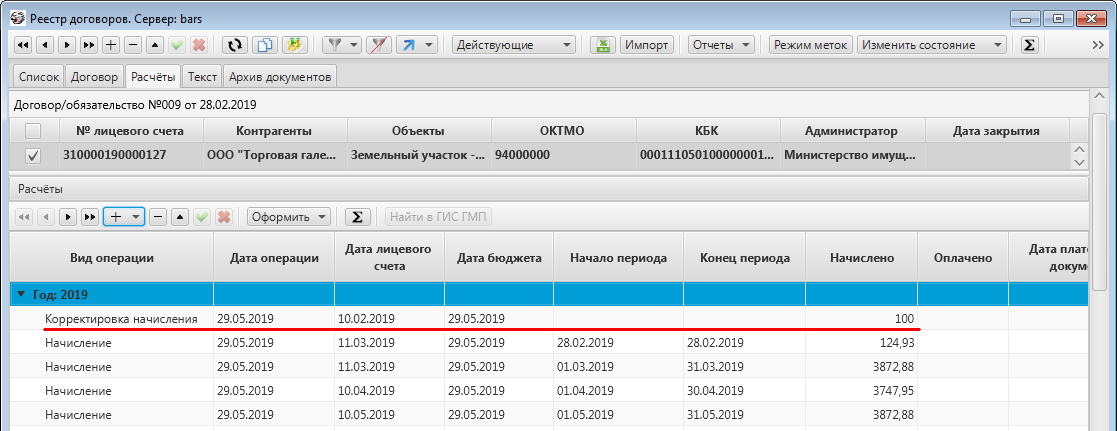 Реестр договоров. Сервер: bars
Действующие Импорт Отчеты Режим меток Изменить состояние Σ >>
Список Договор Расчёты Текст Архив документов
Договор/обязательство №009 от 28.02.2019
№ лицевого счета Контрагенты Объекты ОКТМО КБК Администратор Дата закрытия
310000190000127 ООО "Торговая гале... Земельный участок -... 94000000 000111050100000001... Министерство имущ...
Расчёты
Оформить Σ Найти в ГИС ГМП
Вид операции Дата операции Дата лицевого счета Дата бюджета Начало периода Конец периода Начислено Оплачено Дата плат
докум
Год: 2019
Корректировка начисления 29.05.2019 10.02.2019 29.05.2019 100
Начисление 29.05.2019 11.03.2019 29.05.2019 28.02.2019 28.02.2019 124,93
Начисление 29.05.2019 11.03.2019 29.05.2019 01.03.2019 31.03.2019 3872,88
Начисление 29.05.2019 10.04.2019 29.05.2019 01.04.2019 30.04.2019 3747,95
Начисление 29.05.2019 10.05.2019 29.05.2019 01.05.2019 31.05.2019 3872,88